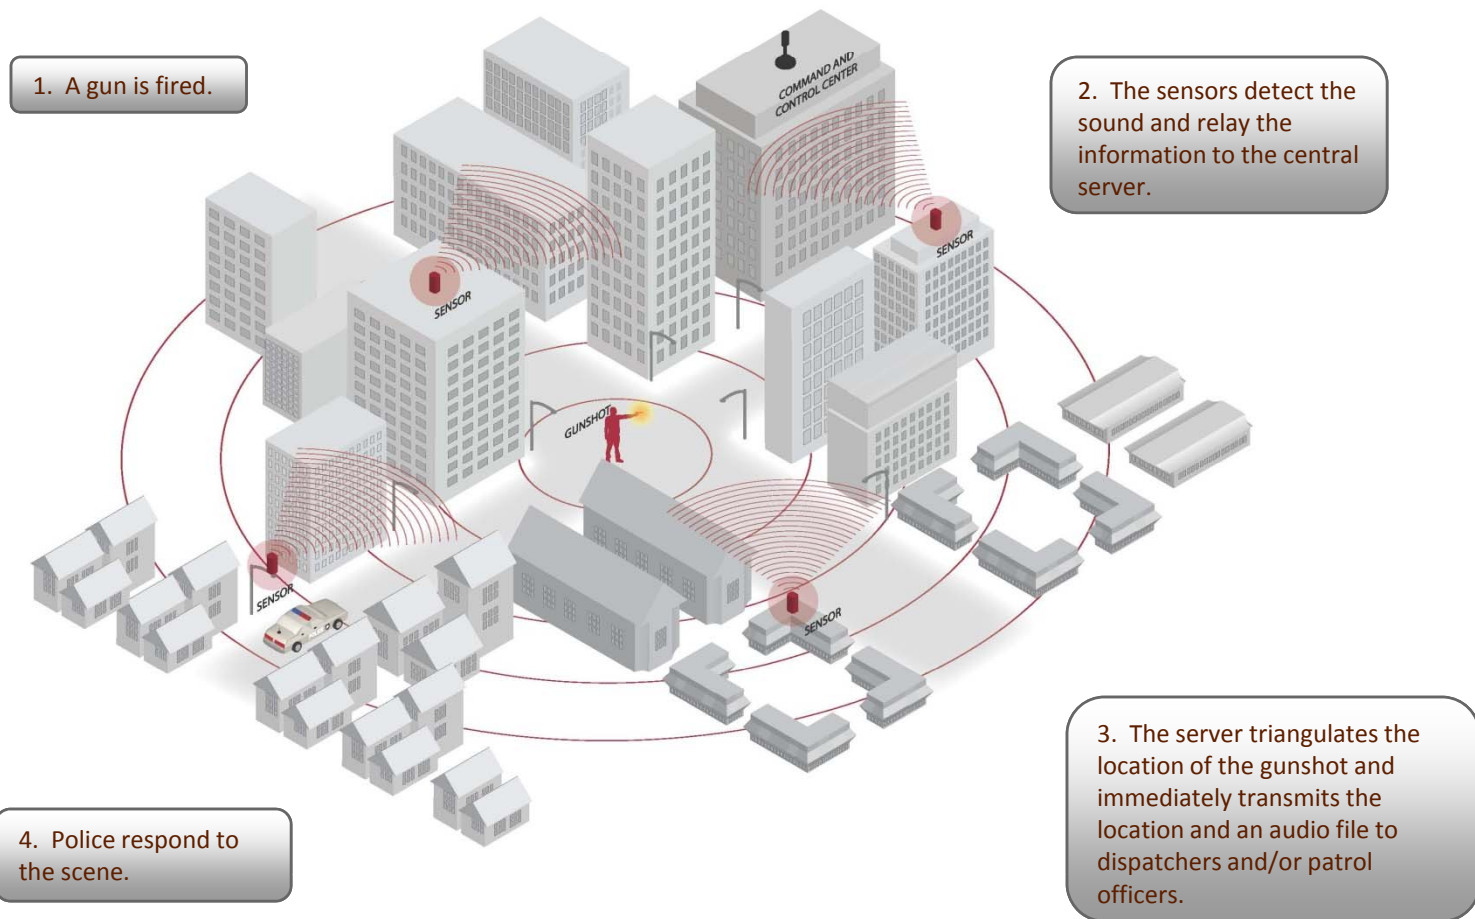 1. A gun is fired.
2. The sensors detect the
sound and relay the
information to the central
server.
COMMAND AND
CONTROL CENTER
SENSOR
SENSOR
GUNSHOT
SENSOR
SENSOR
3. The server triangulates the
location of the gunshot and
immediately transmits the
location and an audio file to
dispatchers and/or patrol
officers.
4. Police respond to
the scene.